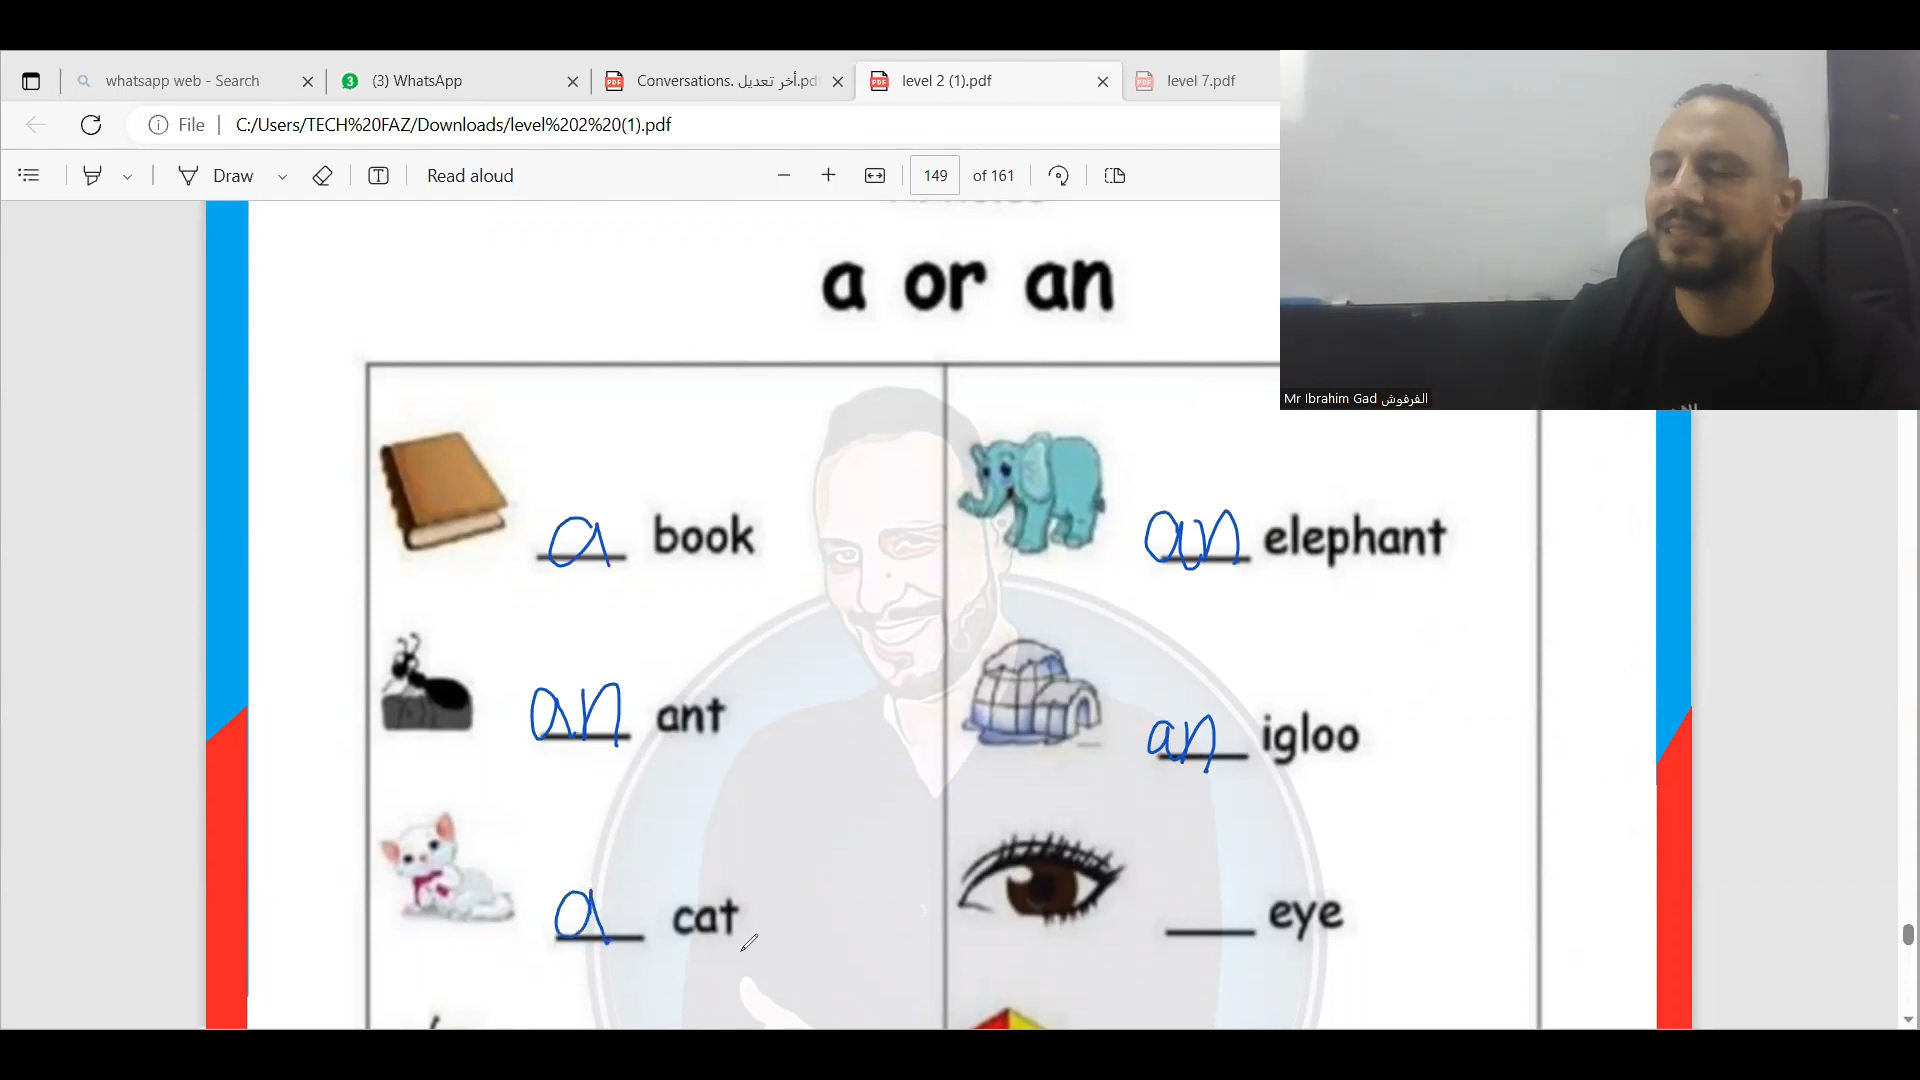 whatsapp web - Search
(3) WhatsApp
Conversations. أخر تعديل.pdf
level 2 (1).pdf
level 7.pdf
File
C:/Users/TECH%20FAZ/Downloads/level%202%20(1).pdf
Draw
Read aloud
149 of 161
a or an
Mr Ibrahim Gad الفرفوش
a book
an elephant
an ant
an igloo
a cat
___ eye